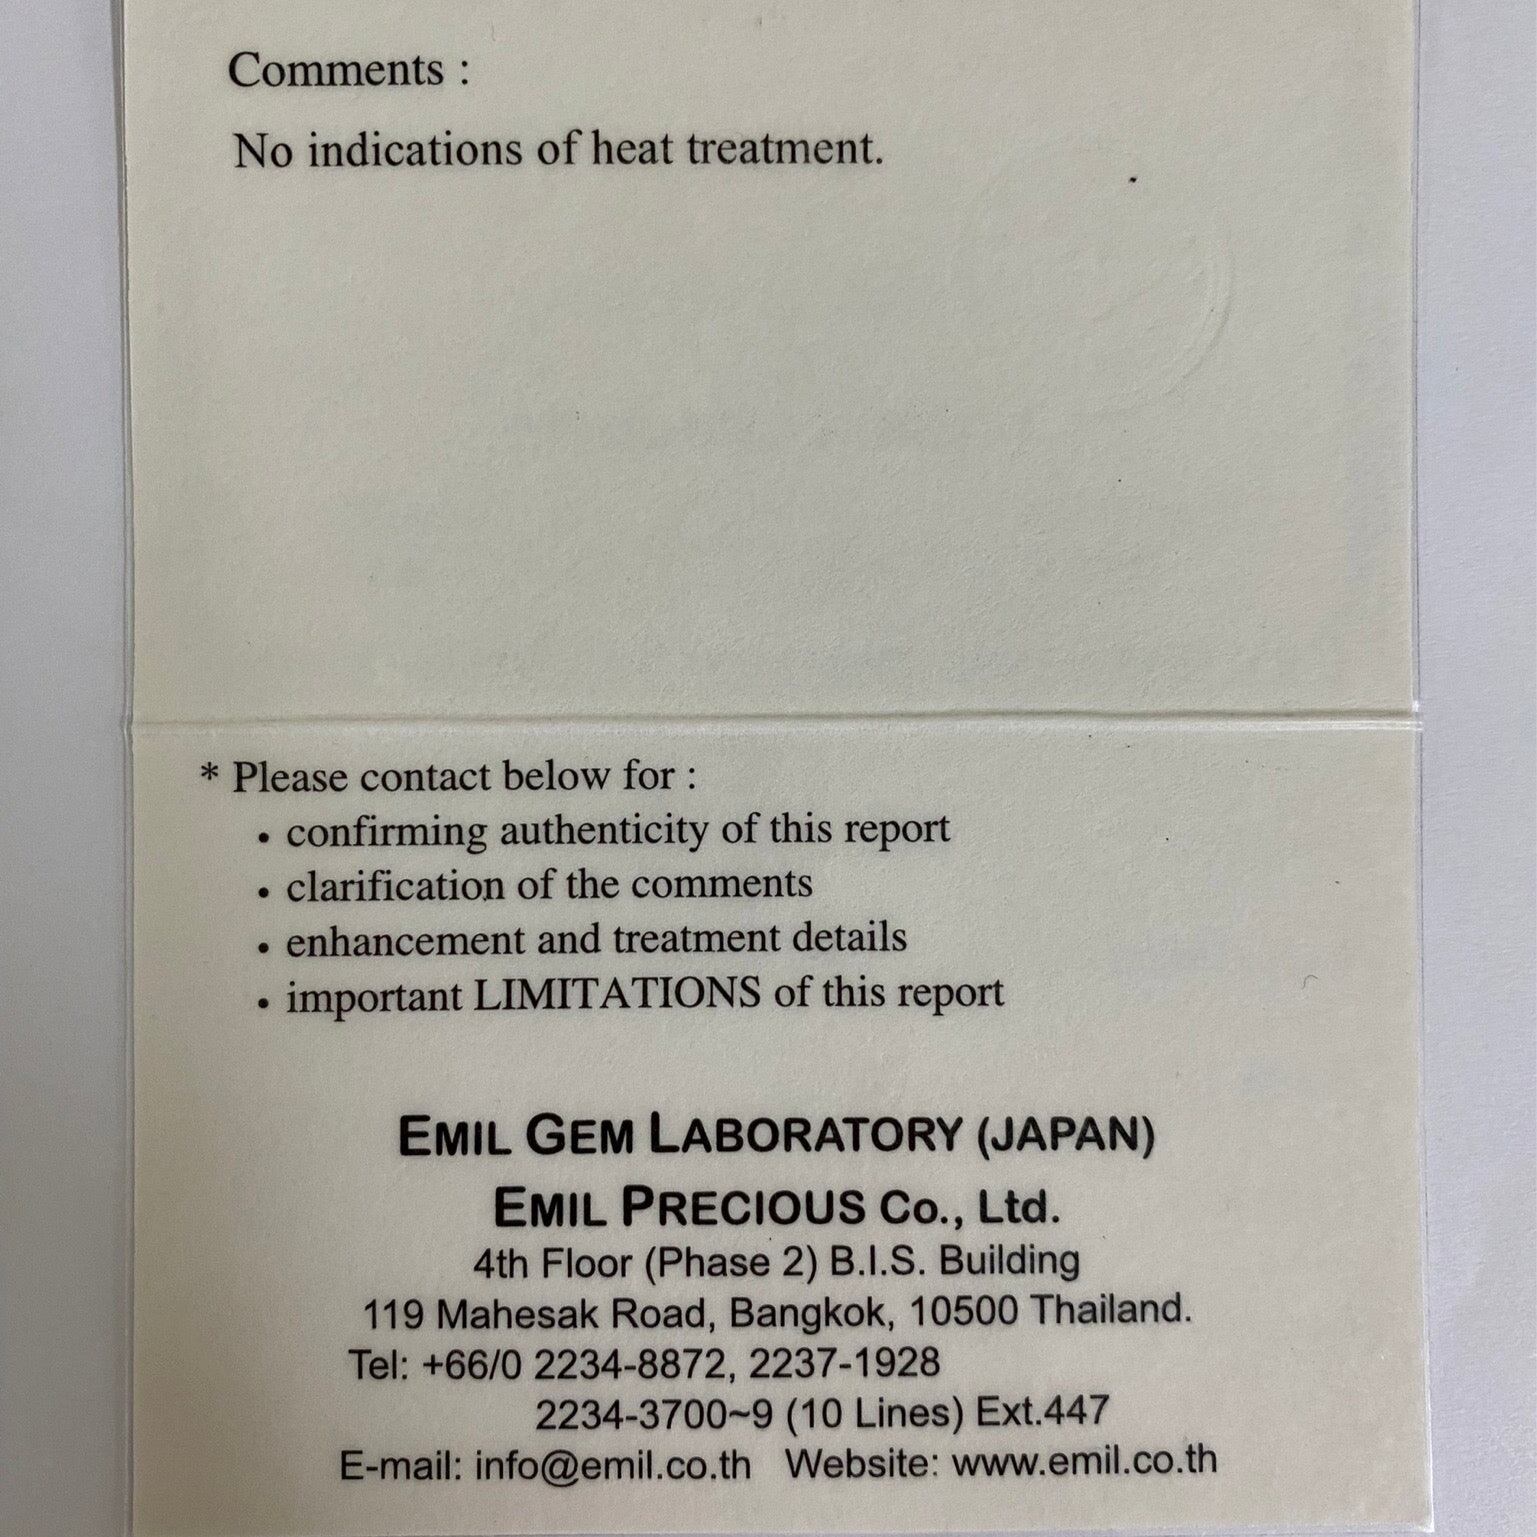 Comments :
No indications of heat treatment.
* Please contact below for :
• confirming authenticity of this report
• clarification of the comments
• enhancement and treatment details
• important LIMITATIONS of this report
EMIL GEM LABORATORY (JAPAN)
EMIL PRECIOUS Co., Ltd.
4th Floor (Phase 2) B.I.S. Building
119 Mahesak Road, Bangkok, 10500 Thailand.
Tel: +66/0 2234-8872, 2237-1928
2234-3700~9 (10 Lines) Ext.447
E-mail: info@emil.co.th   Website: www.emil.co.th